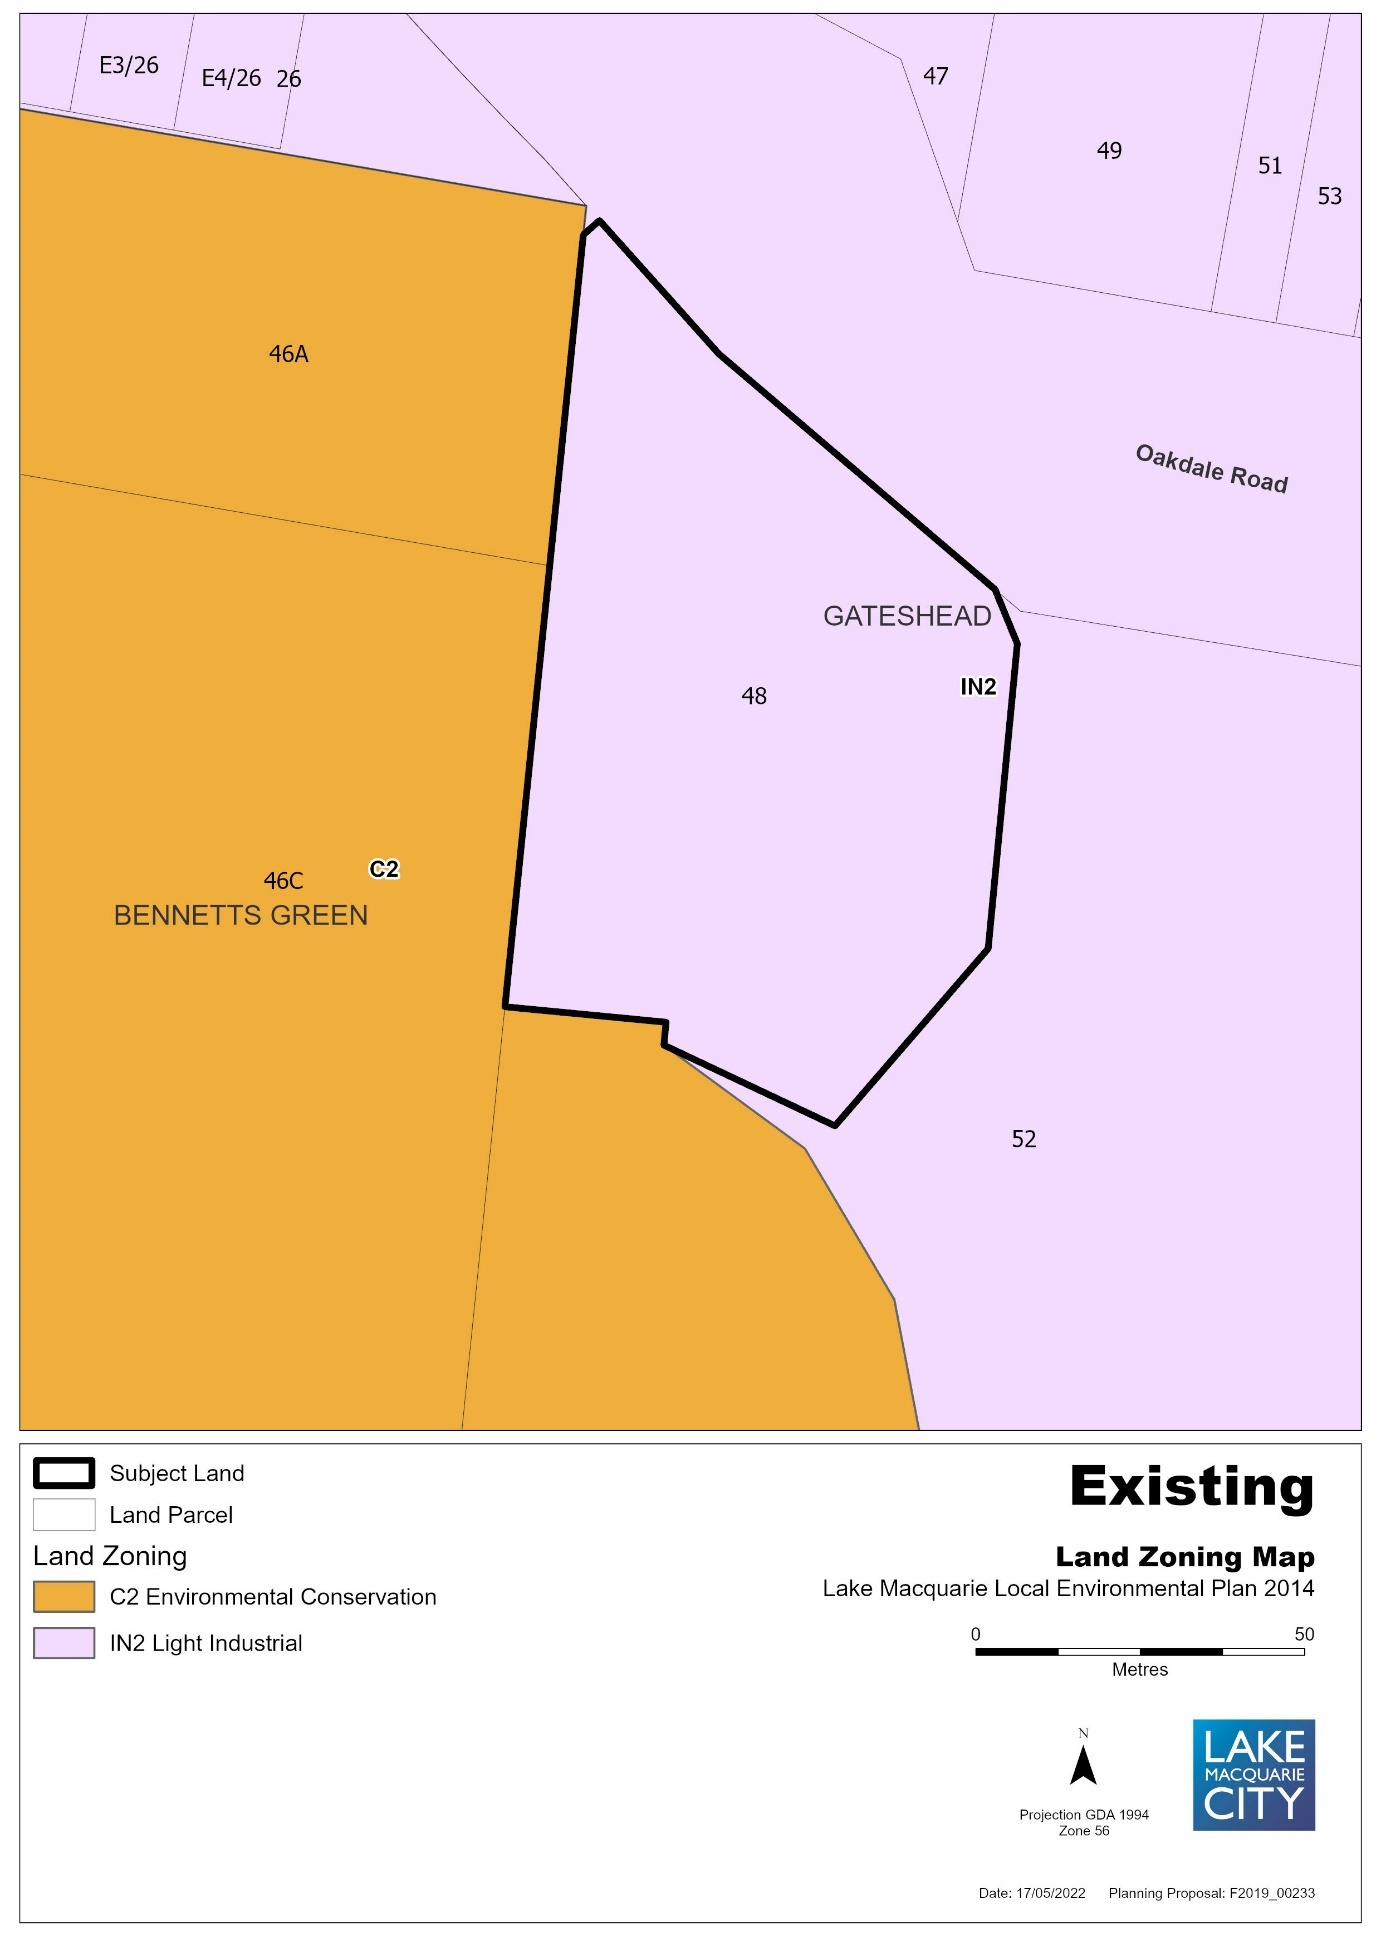 E3/26
E4/26
26
47
49
51
53
46A
Oakdale Road
GATESHEAD
IN2
48
C2
46C
BENNETTS GREEN
52
Subject Land
Land Parcel
Land Zoning
C2 Environmental Conservation
IN2 Light Industrial
Existing
Land Zoning Map
Lake Macquarie Local Environmental Plan 2014
0 50
Metres
N
Projection GDA 1994
Zone 56
LAKE
MACQUARIE
CITY
Date: 17/05/2022 Planning Proposal: F2019_00233